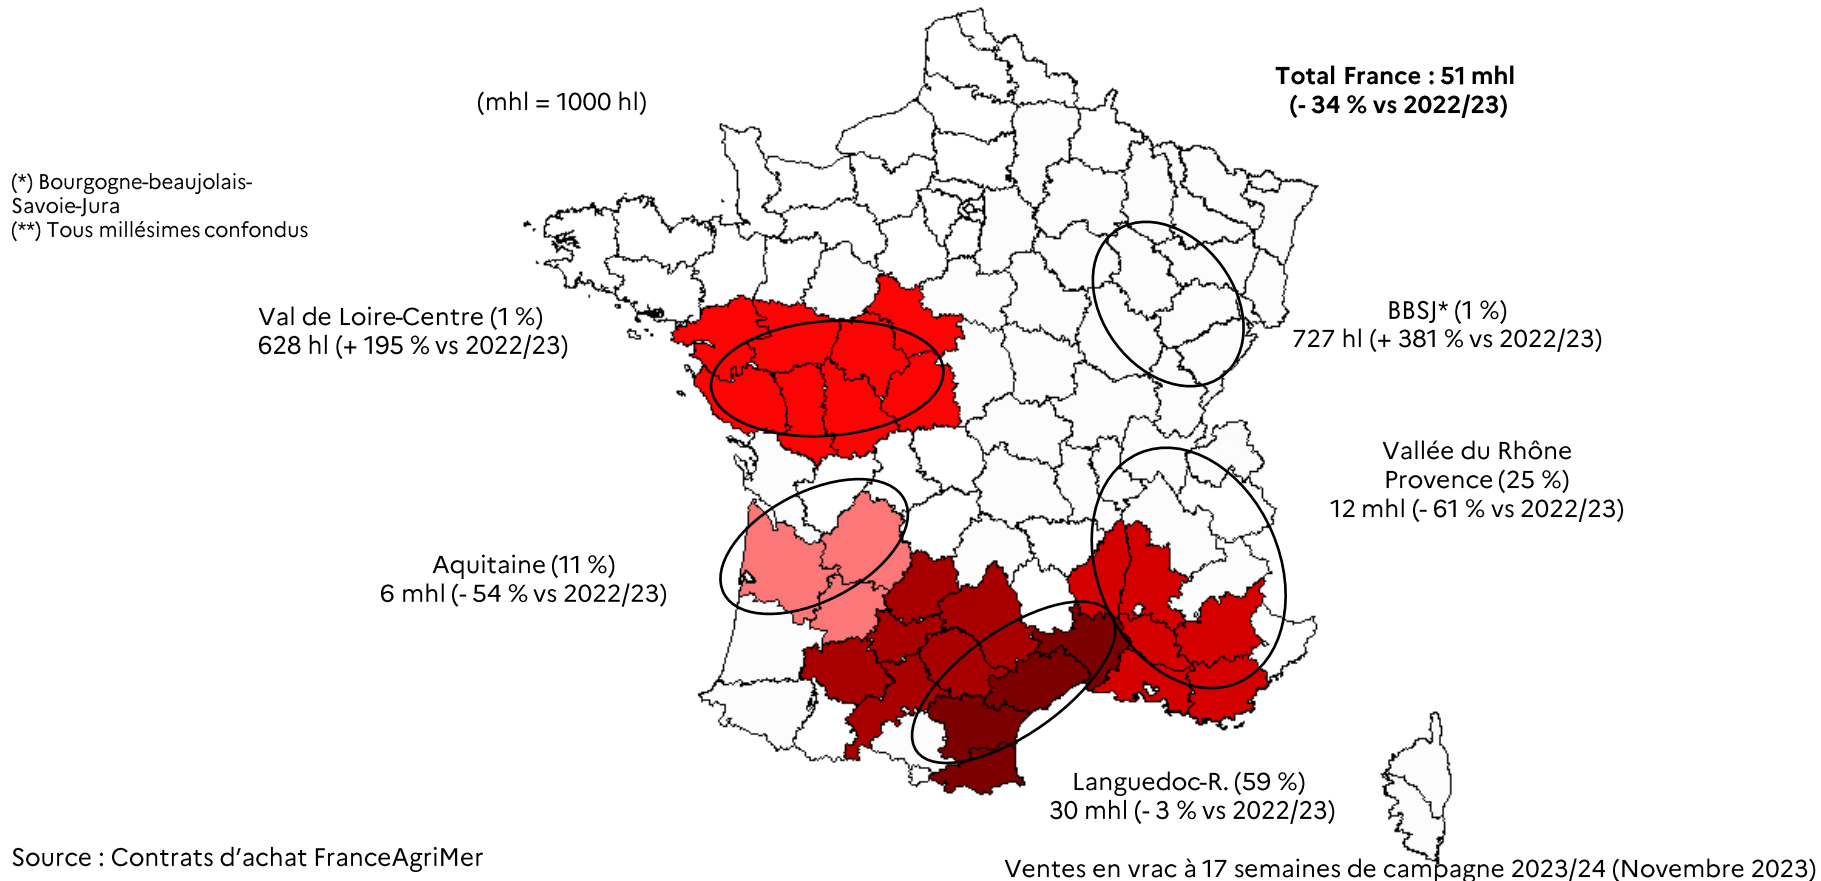 Total France : 51 mhl
(- 34 % vs 2022/23)
(mhl = 1000 hl)
(*) Bourgogne-beaujolais-
Savoie-Jura
(**) Tous millésimes confondus
Val de Loire-Centre (1 %)
628 hl (+ 195 % vs 2022/23)
BBSJ* (1 %)
727 hl (+ 381 % vs 2022/23)
Vallée du Rhône
Provence (25 %)
12 mhl (- 61 % vs 2022/23)
Aquitaine (11 %)
6 mhl (- 54 % vs 2022/23)
Languedoc-R. (59 %)
30 mhl (- 3 % vs 2022/23)
Source : Contrats d’achat FranceAgriMer
Ventes en vrac à 17 semaines de campagne 2023/24 (Novembre 2023)